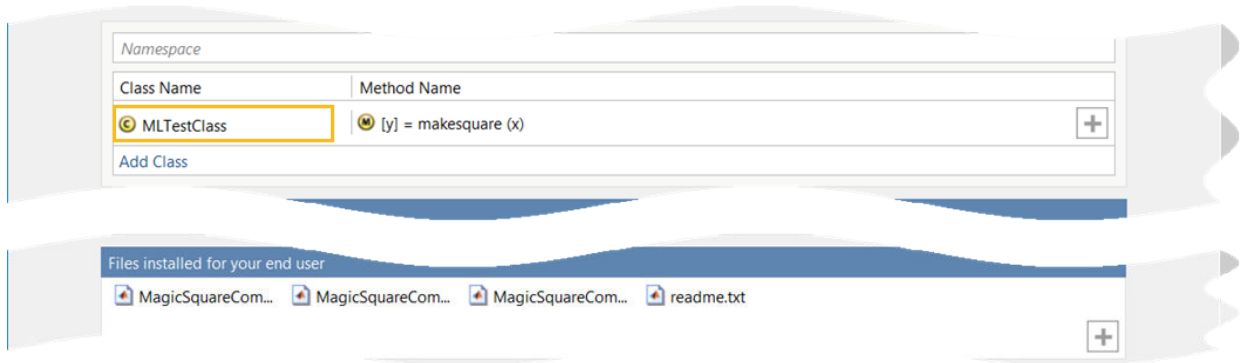 Namespace
Class Name Method Name
MLTestClass [y] = makesquare (x)
Add Class
Files installed for your end user
MagicSquareCom... MagicSquareCom... MagicSquareCom... readme.txt